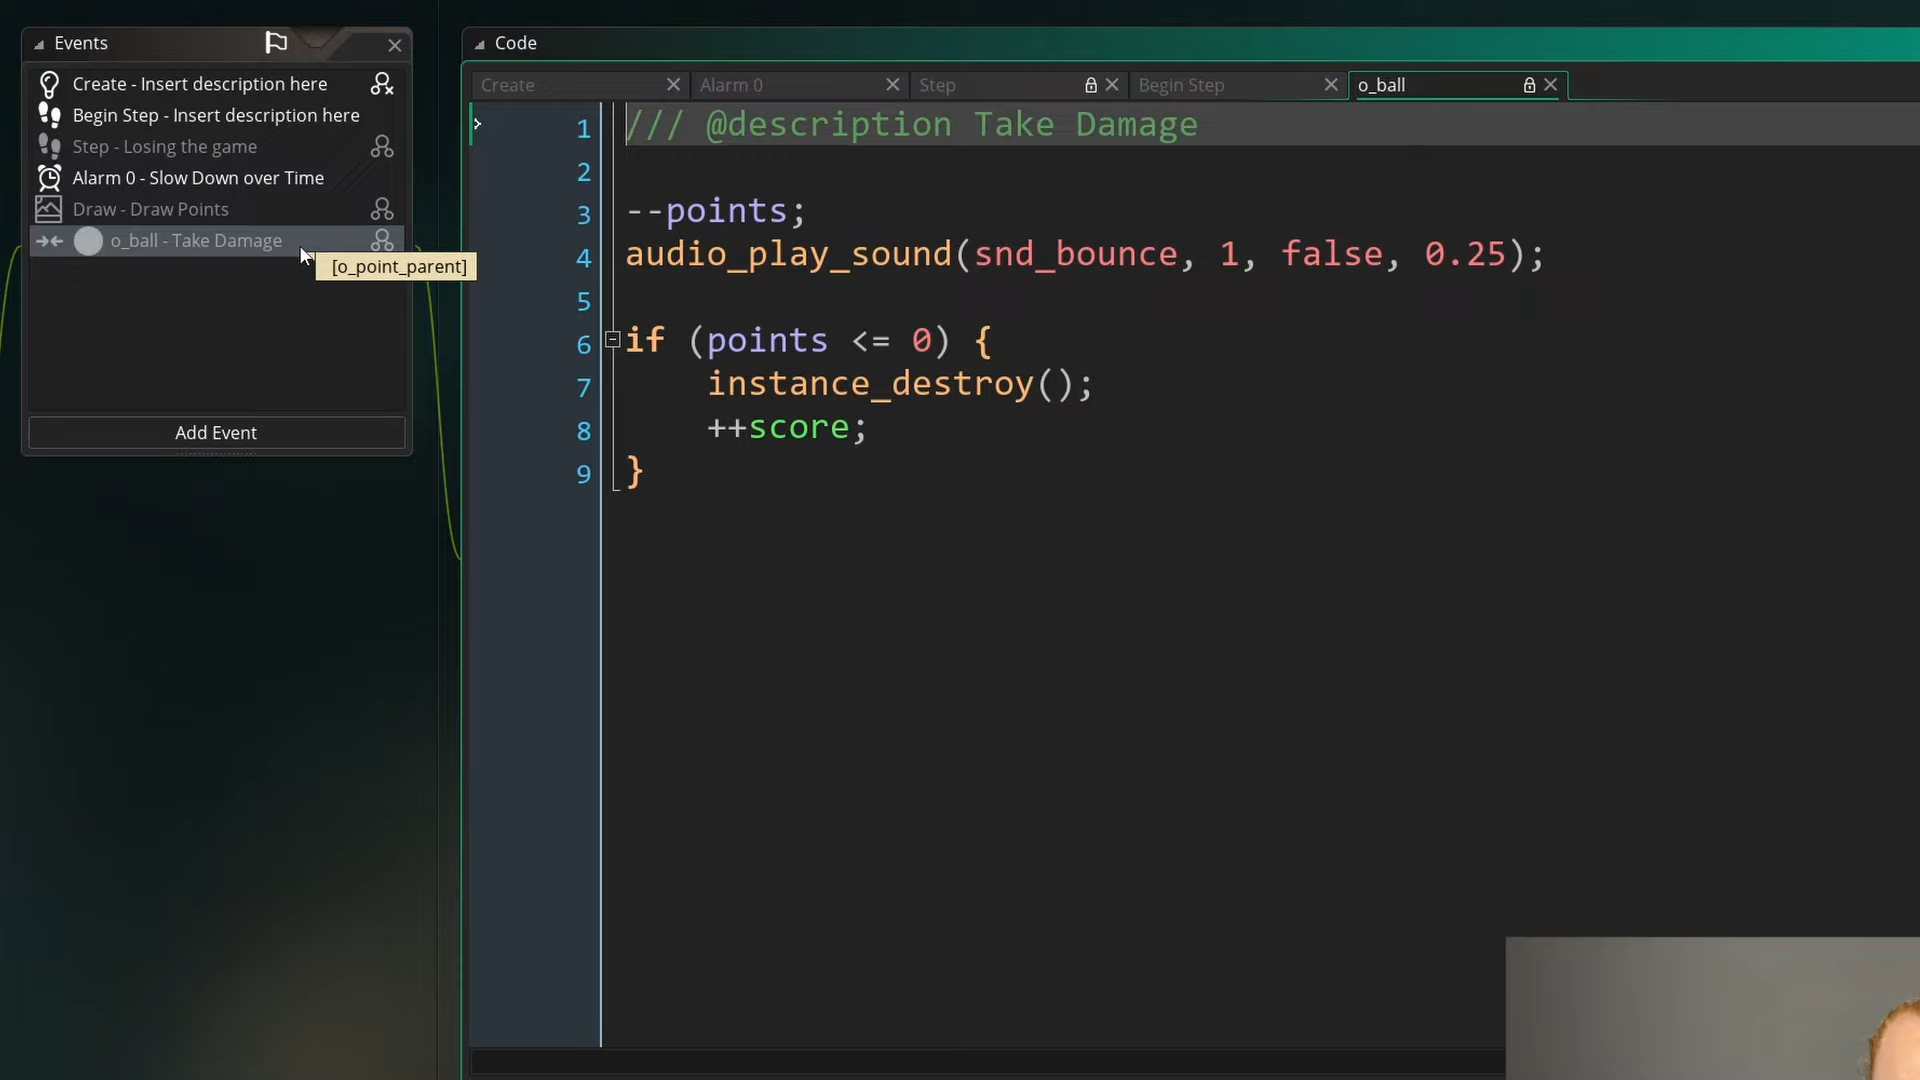 Events
Create - Insert description here
Begin Step - Insert description here
Step - Losing the game
Alarm 0 - Slow Down over Time
Draw - Draw Points
o_ball - Take Damage
[o_point_parent]
Add Event
Code
Create
Alarm 0
Step
Begin Step
o_ball
1 /// @description Take Damage
2
3 --points;
4 audio_play_sound(snd_bounce, 1, false, 0.25);
5
6 if (points <= 0) {
7 instance_destroy();
8 ++score;
9 }